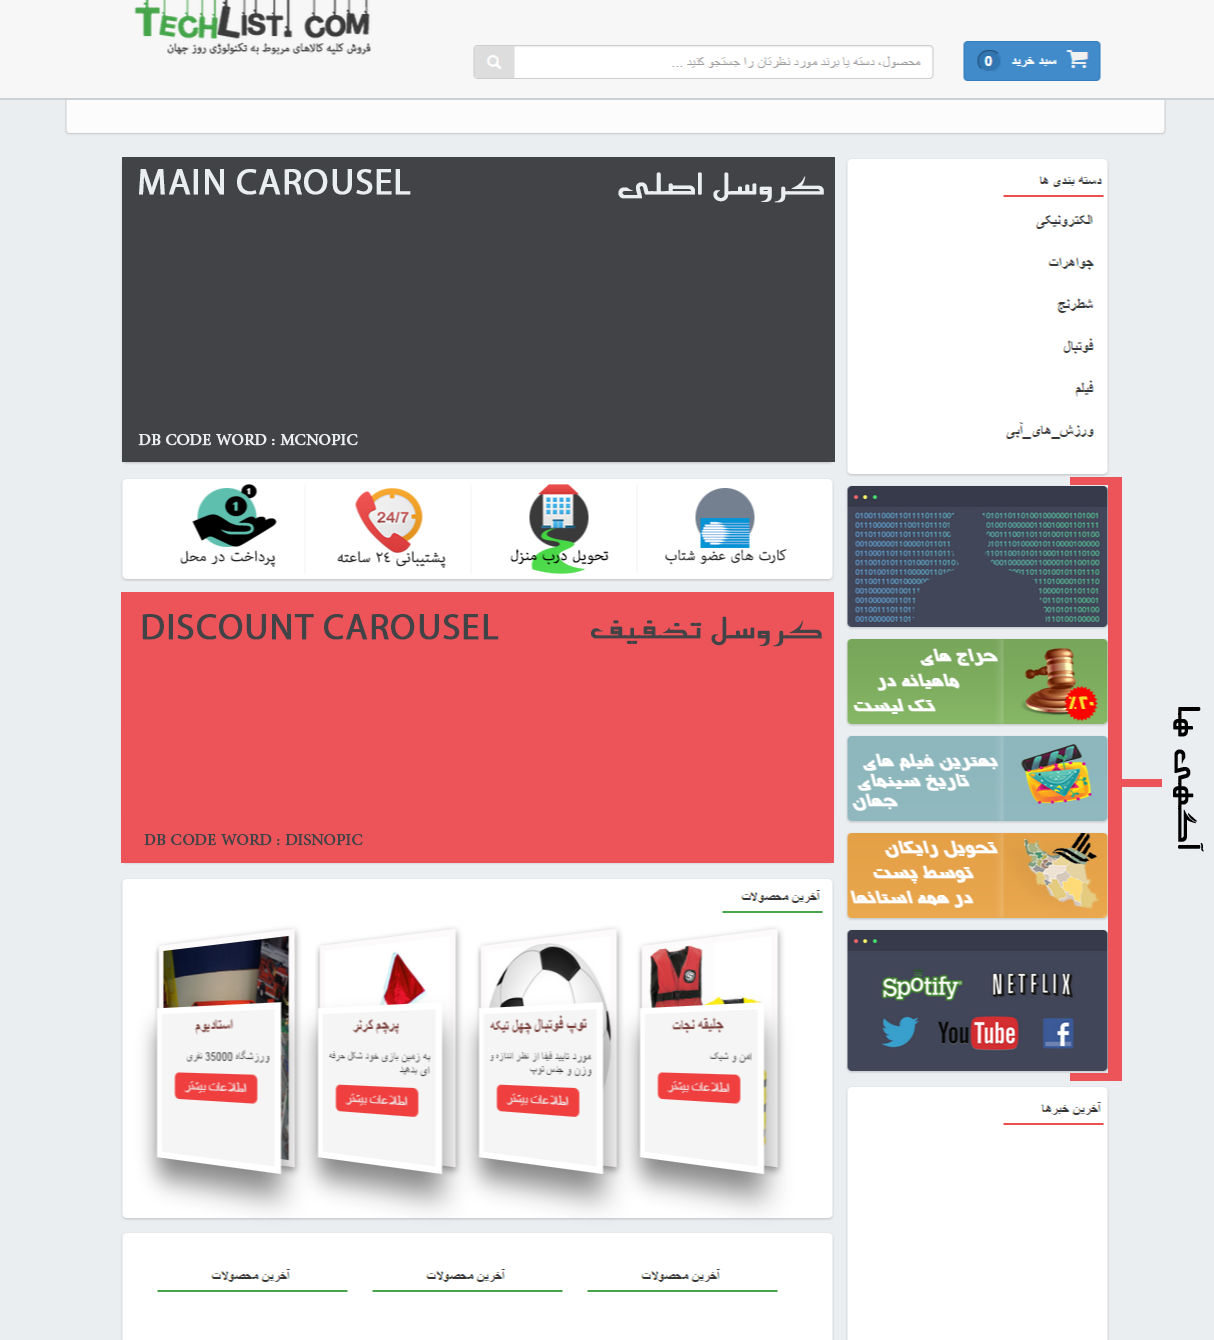 TECHLIST. COM
فروش کلیه کالاهای مربوط به تکنولوژی روز جهان
سبد خرید 0
محصول، دسته یا برند مورد نظرتان را جستجو کنید ...
MAIN CAROUSEL
کروسل اصلی
DB CODE WORD : MCNOPIC
دسته بندی ها
الکترونیکی
جواهرات
شطرنج
فوتبال
فیلم
ورزش_های_آبی
کارت های عضو شتاب
تحویل درب منزل
24/7
پشتیبانی ٢٤ ساعته
1
1
پرداخت در محل
DISCOUNT CAROUSEL
کروسل تخفیف
DB CODE WORD : DISNOPIC
حراج های
ماهیانه در
تک لیست
٪۲۰
بهترین فیلم های
تاریخ سینمای
جهان
تحویل رایگان
توسط پست
در همه استانها
آگهی ها
Spotify
NETFLIX
YouTube
f
آخرین محصولات
جلیقه نجات
امن و شیک
اطلاعات بیشتر
توپ فوتبال چهل تیکه
مورد تایید فیفا از نظر اندازه و
وزن و جنس توپ
اطلاعات بیشتر
پرچم کرنر
به زمین بازی خود شکل حرفه
ای بدهید
اطلاعات بیشتر
استادیوم
ورزشگاه 35000 نفری
اطلاعات بیشتر
آخرین خبرها
آخرین محصولات
آخرین محصولات
آخرین محصولات